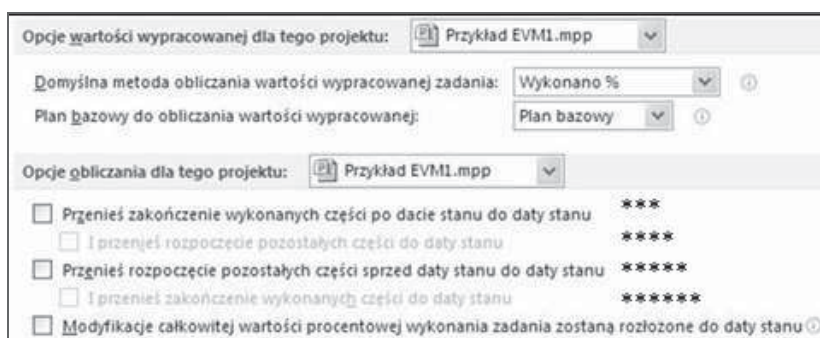 Opcje wartości wypracowanej dla tego projektu: Przykład EVM1.mpp
Domyślna metoda obliczania wartości wypracowanej zadania: Wykonano %
Plan bazowy do obliczania wartości wypracowanej: Plan bazowy
Opcje obliczania dla tego projektu: Przykład EVM1.mpp
Przenieś zakończenie wykonanych części po dacie stanu do daty stanu ***
I przenieś rozpoczęcie pozostałych części do daty stanu ****
Przenieś rozpoczęcie pozostałych części sprzed daty stanu do daty stanu *****
I przenieś zakończenie wykonanych części do daty stanu ******
Modyfikacje całkowitej wartości procentowej wykonania zadania zostaną rozłożone do daty stanu